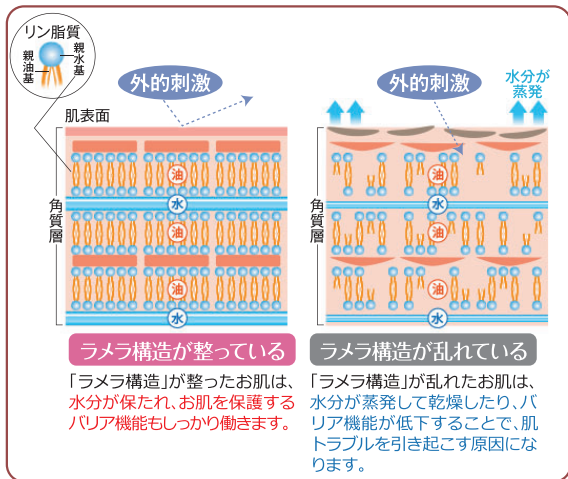 リン脂質
親油基
親水基
外的刺激
肌表面
角質層
油
水
油
油
水
ラメラ構造が整っている
「ラメラ構造」が整ったお肌は、
水分が保たれ、お肌を保護する
バリア機能もしっかり働きます。
外的刺激
水分が
蒸発
角質層
油
水
油
油
水
ラメラ構造が乱れている
「ラメラ構造」が乱れたお肌は、
水分が蒸発して乾燥したり、バ
リア機能が低下することで、肌
トラブルを引き起こす原因にな
ります。